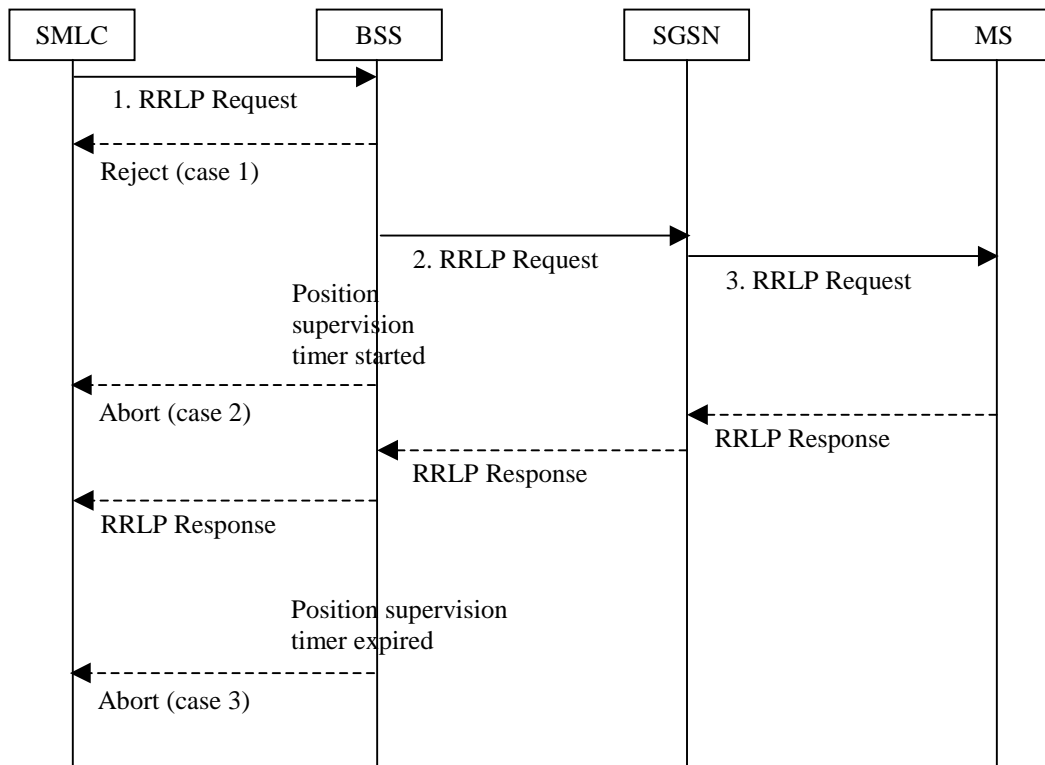 SMLC
BSS
SGSN
MS
1. RRLP Request
Reject (case 1)
2. RRLP Request
3. RRLP Request
Position
supervision
timer started
Abort (case 2)
RRLP Response
RRLP Response
RRLP Response
Position supervision
timer expired
Abort (case 3)